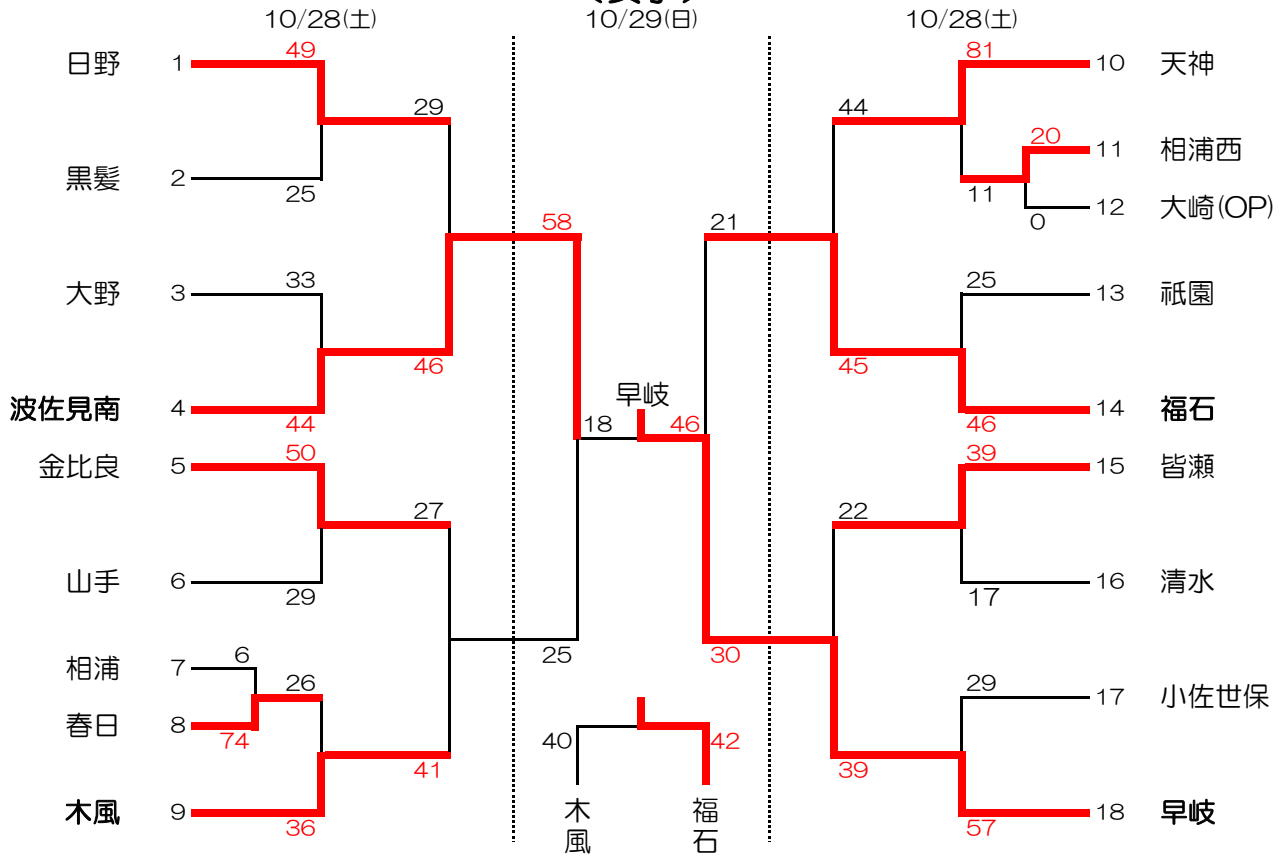 10/28(土)
10/29(日)
10/28(土)
日野 1 49
29
黒髪 2 25
大野 3 33
46
波佐見南 4 44
金比良 5 50
27
山手 6 29
相浦 7 6
26
春日 8 74
41
木風 9 36
58
25
18
早岐
46
21
30
40
42
木風
福石
81 10 天神
44
20 11 相浦西
11
0 12 大崎(OP)
25 13 祇園
45
46 14 福石
39 15 皆瀬
22
17 16 清水
29 17 小佐世保
39
57 18 早岐